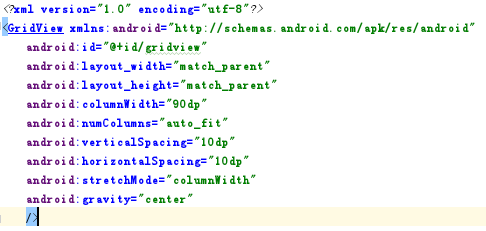 <?xml version="1.0" encoding="utf-8"?>
<GridView xmlns:android="http://schemas.android.com/apk/res/android"
    android:id="@+id/gridview"
    android:layout_width="match_parent"
    android:layout_height="match_parent"
    android:columnWidth="90dp"
    android:numColumns="auto_fit"
    android:verticalSpacing="10dp"
    android:horizontalSpacing="10dp"
    android:stretchMode="columnWidth"
    android:gravity="center"
    />